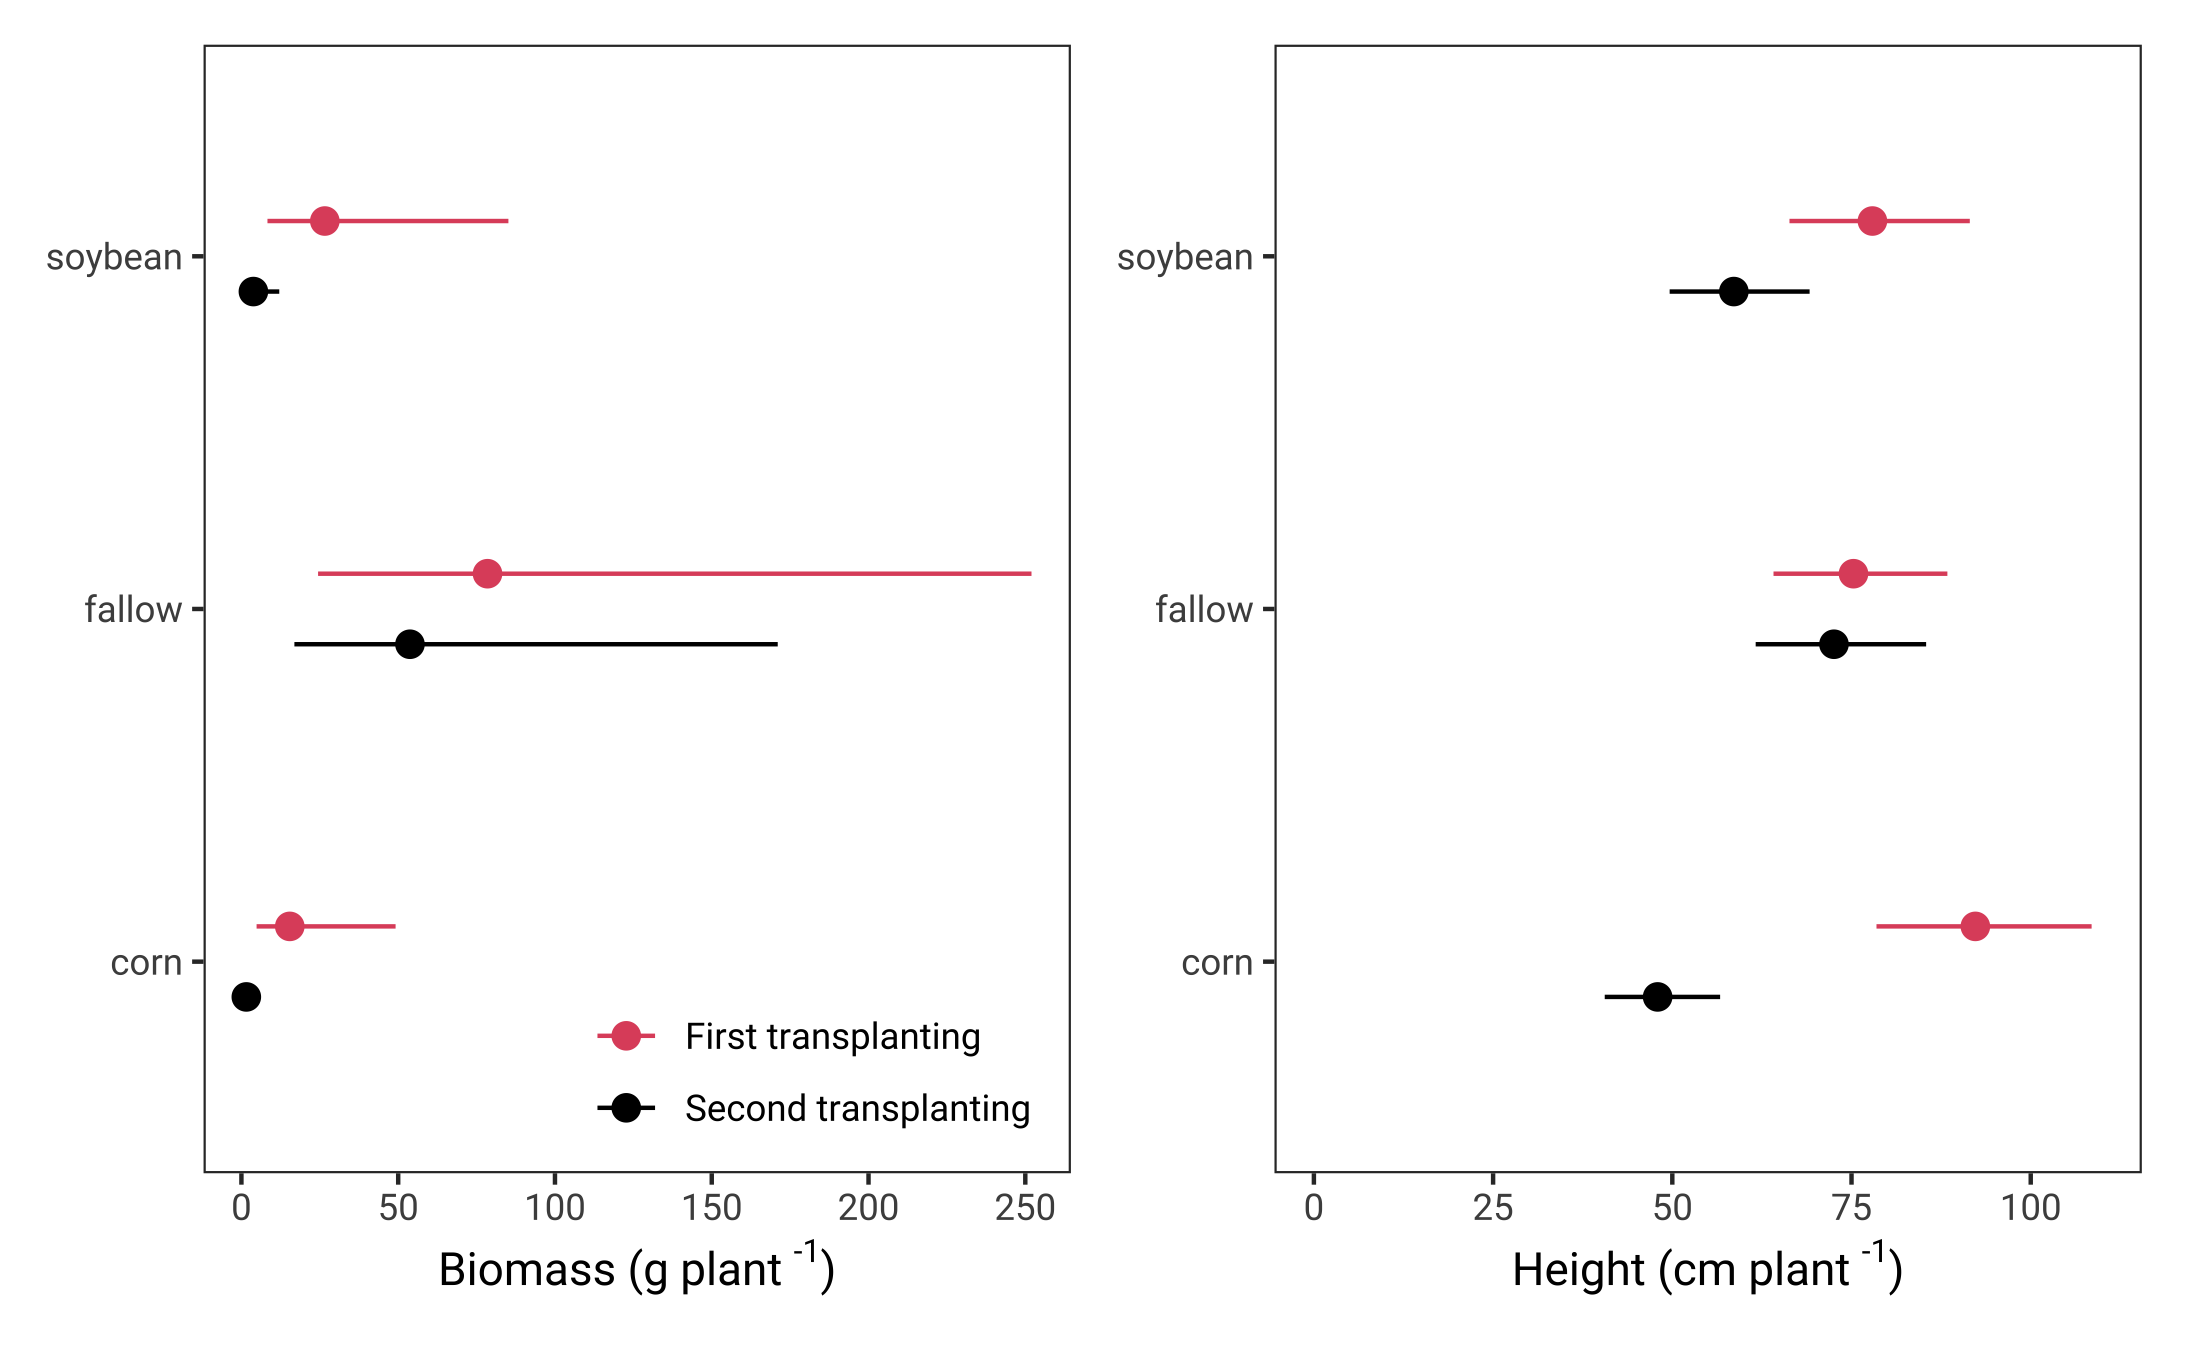 soybean
fallow
corn
First transplanting
Second transplanting
0 50 100 150 200 250
Biomass (g plant ⁻¹)
soybean
fallow
corn
0 25 50 75 100
Height (cm plant ⁻¹)